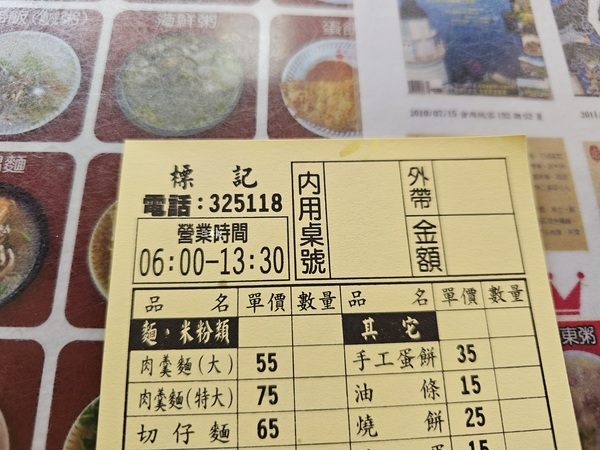 海鮮粥
標記
電話：325118
營業時間
06:00－13:30
內用桌號
外帶
金額
品名 單價 數量 品名 單價 數量
麵、米粉類 其它
肉羹麵(大) 55 手工蛋餅 35
肉羹麵(特大) 75 油條 15
切仔麵 65 燒餅 25
15